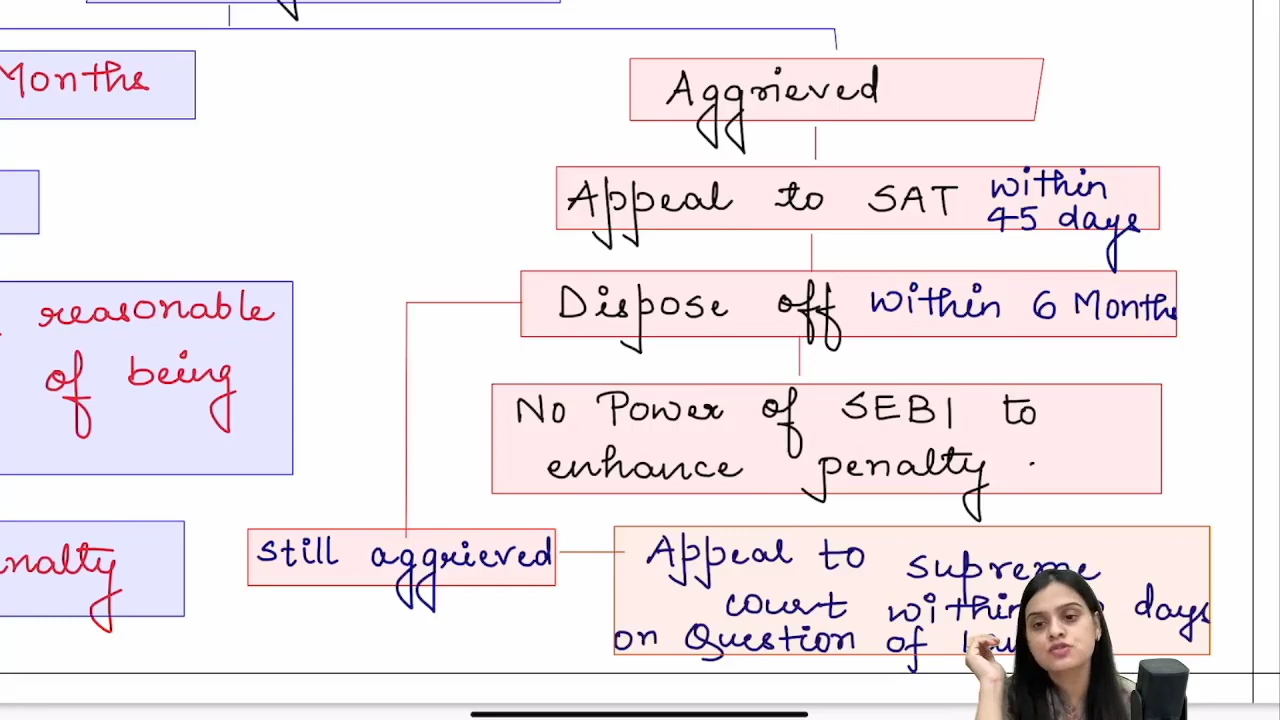 Months
Aggrieved
Appeal to SAT within
45 days
Dispose off within 6 Months
reasonable
of being
No Power of SEBI to
enhance penalty
Still aggrieved
Appeal to supreme
court within days
on Question of